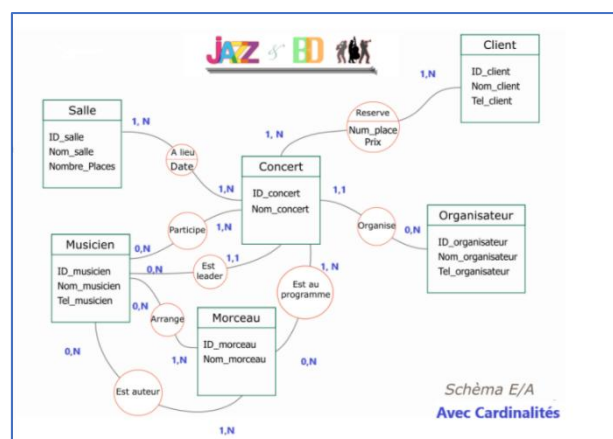 JAZZ & BD
Client
ID_client
Nom_client
Tel_client
1,N
Reserve
Num_place
Prix
1, N
Salle
ID_salle
Nom_salle
Nombre_Places
1, N
A lieu
Date
1,N
Concert
ID_concert
Nom_concert
1,1
Organise
0,N
Organisateur
ID_organisateur
Nom_organisateur
Tel_organisateur
Participe
1,N
0,N
Musicien
ID_musicien
Nom_musicien
Tel_musicien
0,N
Est
leader
1,1
Est au
programme
1, N
0,N
Arrange
0,N
1,N
Morceau
ID_morceau
Nom_morceau
0,N
Est auteur
1,N
Schèma E/A
Avec Cardinalités